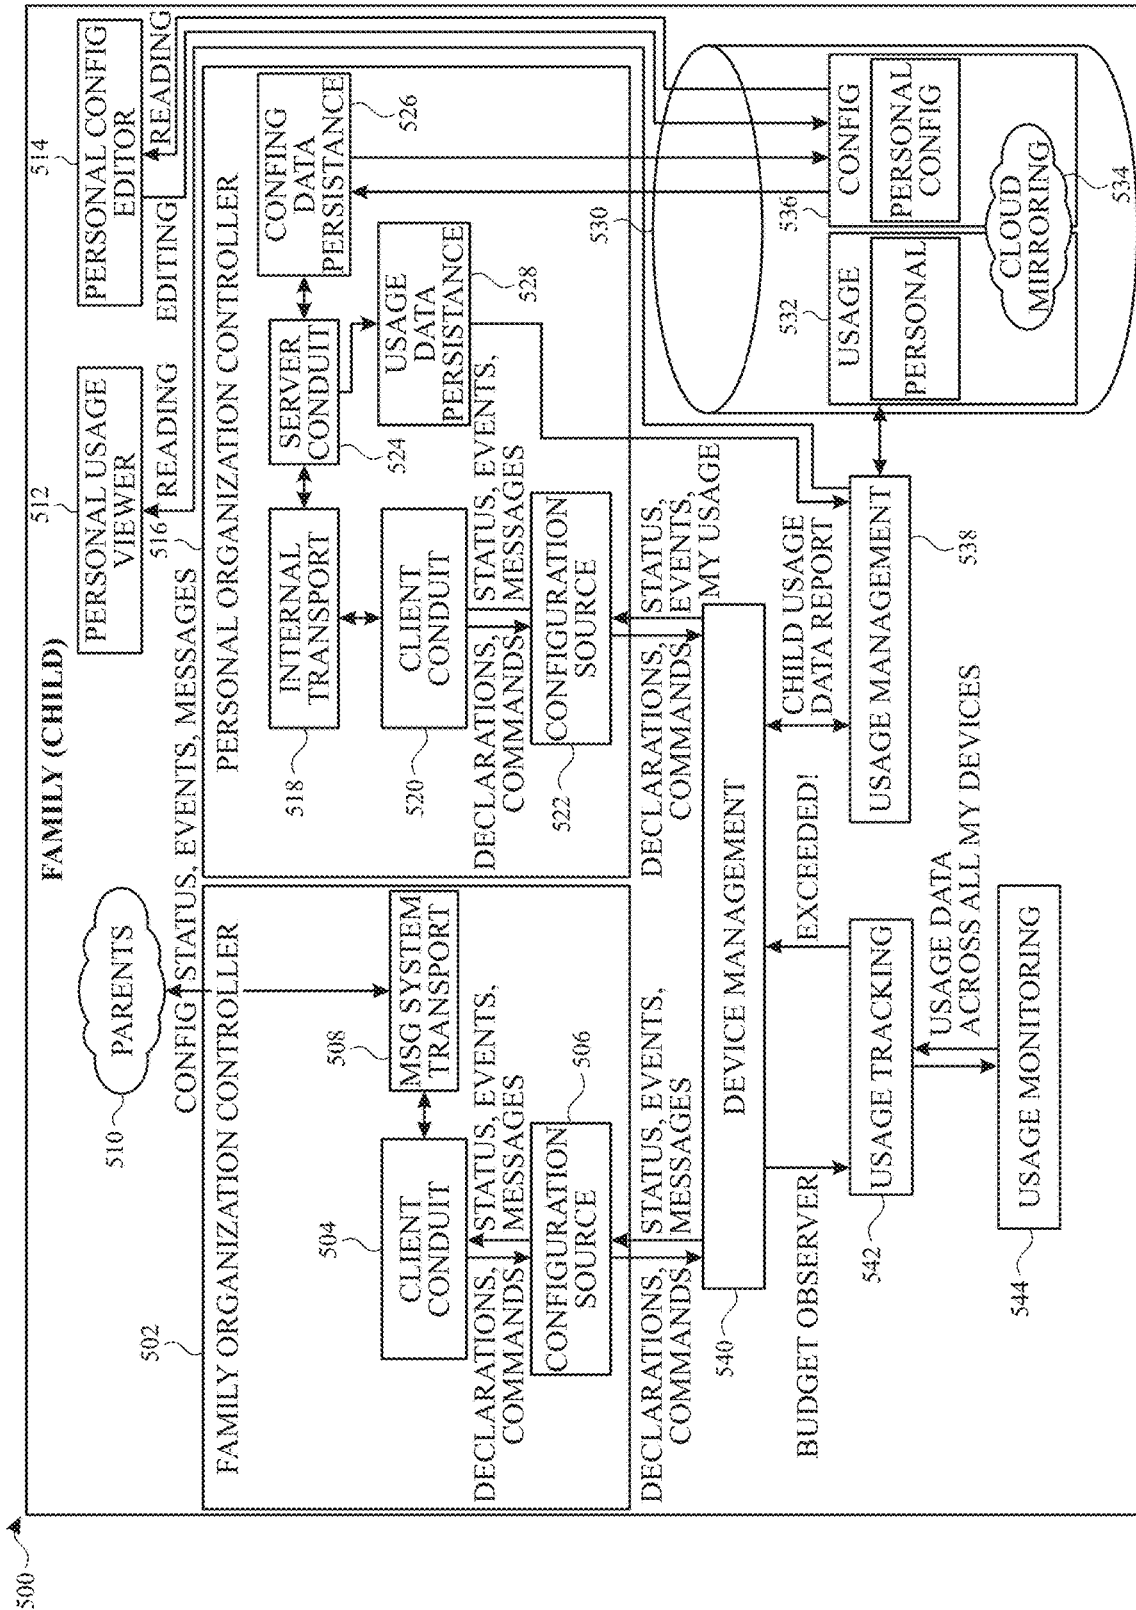 500
FAMILY (CHILD)
510
PARENTS
512
PERSONAL USAGE
VIEWER
514
PERSONAL CONFIG
EDITOR
READING
EDITING
READING
CONFIG STATUS, EVENTS, MESSAGES
502
FAMILY ORGANIZATION CONTROLLER
508
MSG SYSTEM
TRANSPORT
504
CLIENT
CONDUIT
DECLARATIONS,
COMMANDS
STATUS, EVENTS,
MESSAGES
506
CONFIGURATION
SOURCE
DECLARATIONS,
COMMANDS
STATUS, EVENTS,
MESSAGES
516
PERSONAL ORGANIZATION CONTROLLER
518
INTERNAL
TRANSPORT
SERVER
CONDUIT
524
CONFING
DATA
PERSISTANCE
526
520
CLIENT
CONDUIT
USAGE
DATA
PERSISTANCE
528
DECLARATIONS,
COMMANDS
STATUS, EVENTS,
MESSAGES
522
CONFIGURATION
SOURCE
DECLARATIONS,
COMMANDS
STATUS,
EVENTS,
MY USAGE
530
540
DEVICE MANAGEMENT
BUDGET OBSERVER
EXCEEDED!
CHILD USAGE
DATA REPORT
532
USAGE
PERSONAL
536
CONFIG
PERSONAL
CONFIG
CLOUD
MIRRORING
534
542
USAGE TRACKING
USAGE MANAGEMENT
538
USAGE DATA
ACROSS ALL MY DEVICES
544
USAGE MONITORING